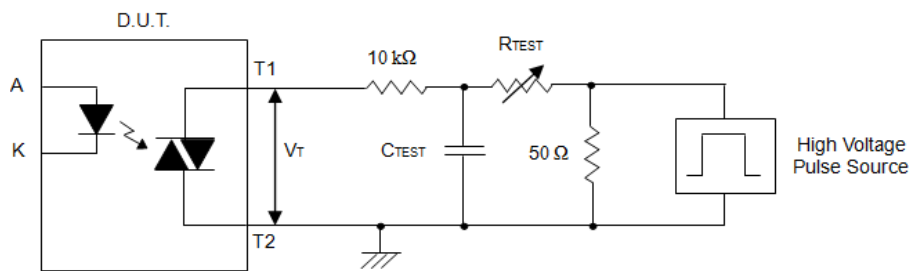 D.U.T.
A
K
T1
T2
VT
10 kΩ
CTEST
RTEST
50 Ω
High Voltage
Pulse Source